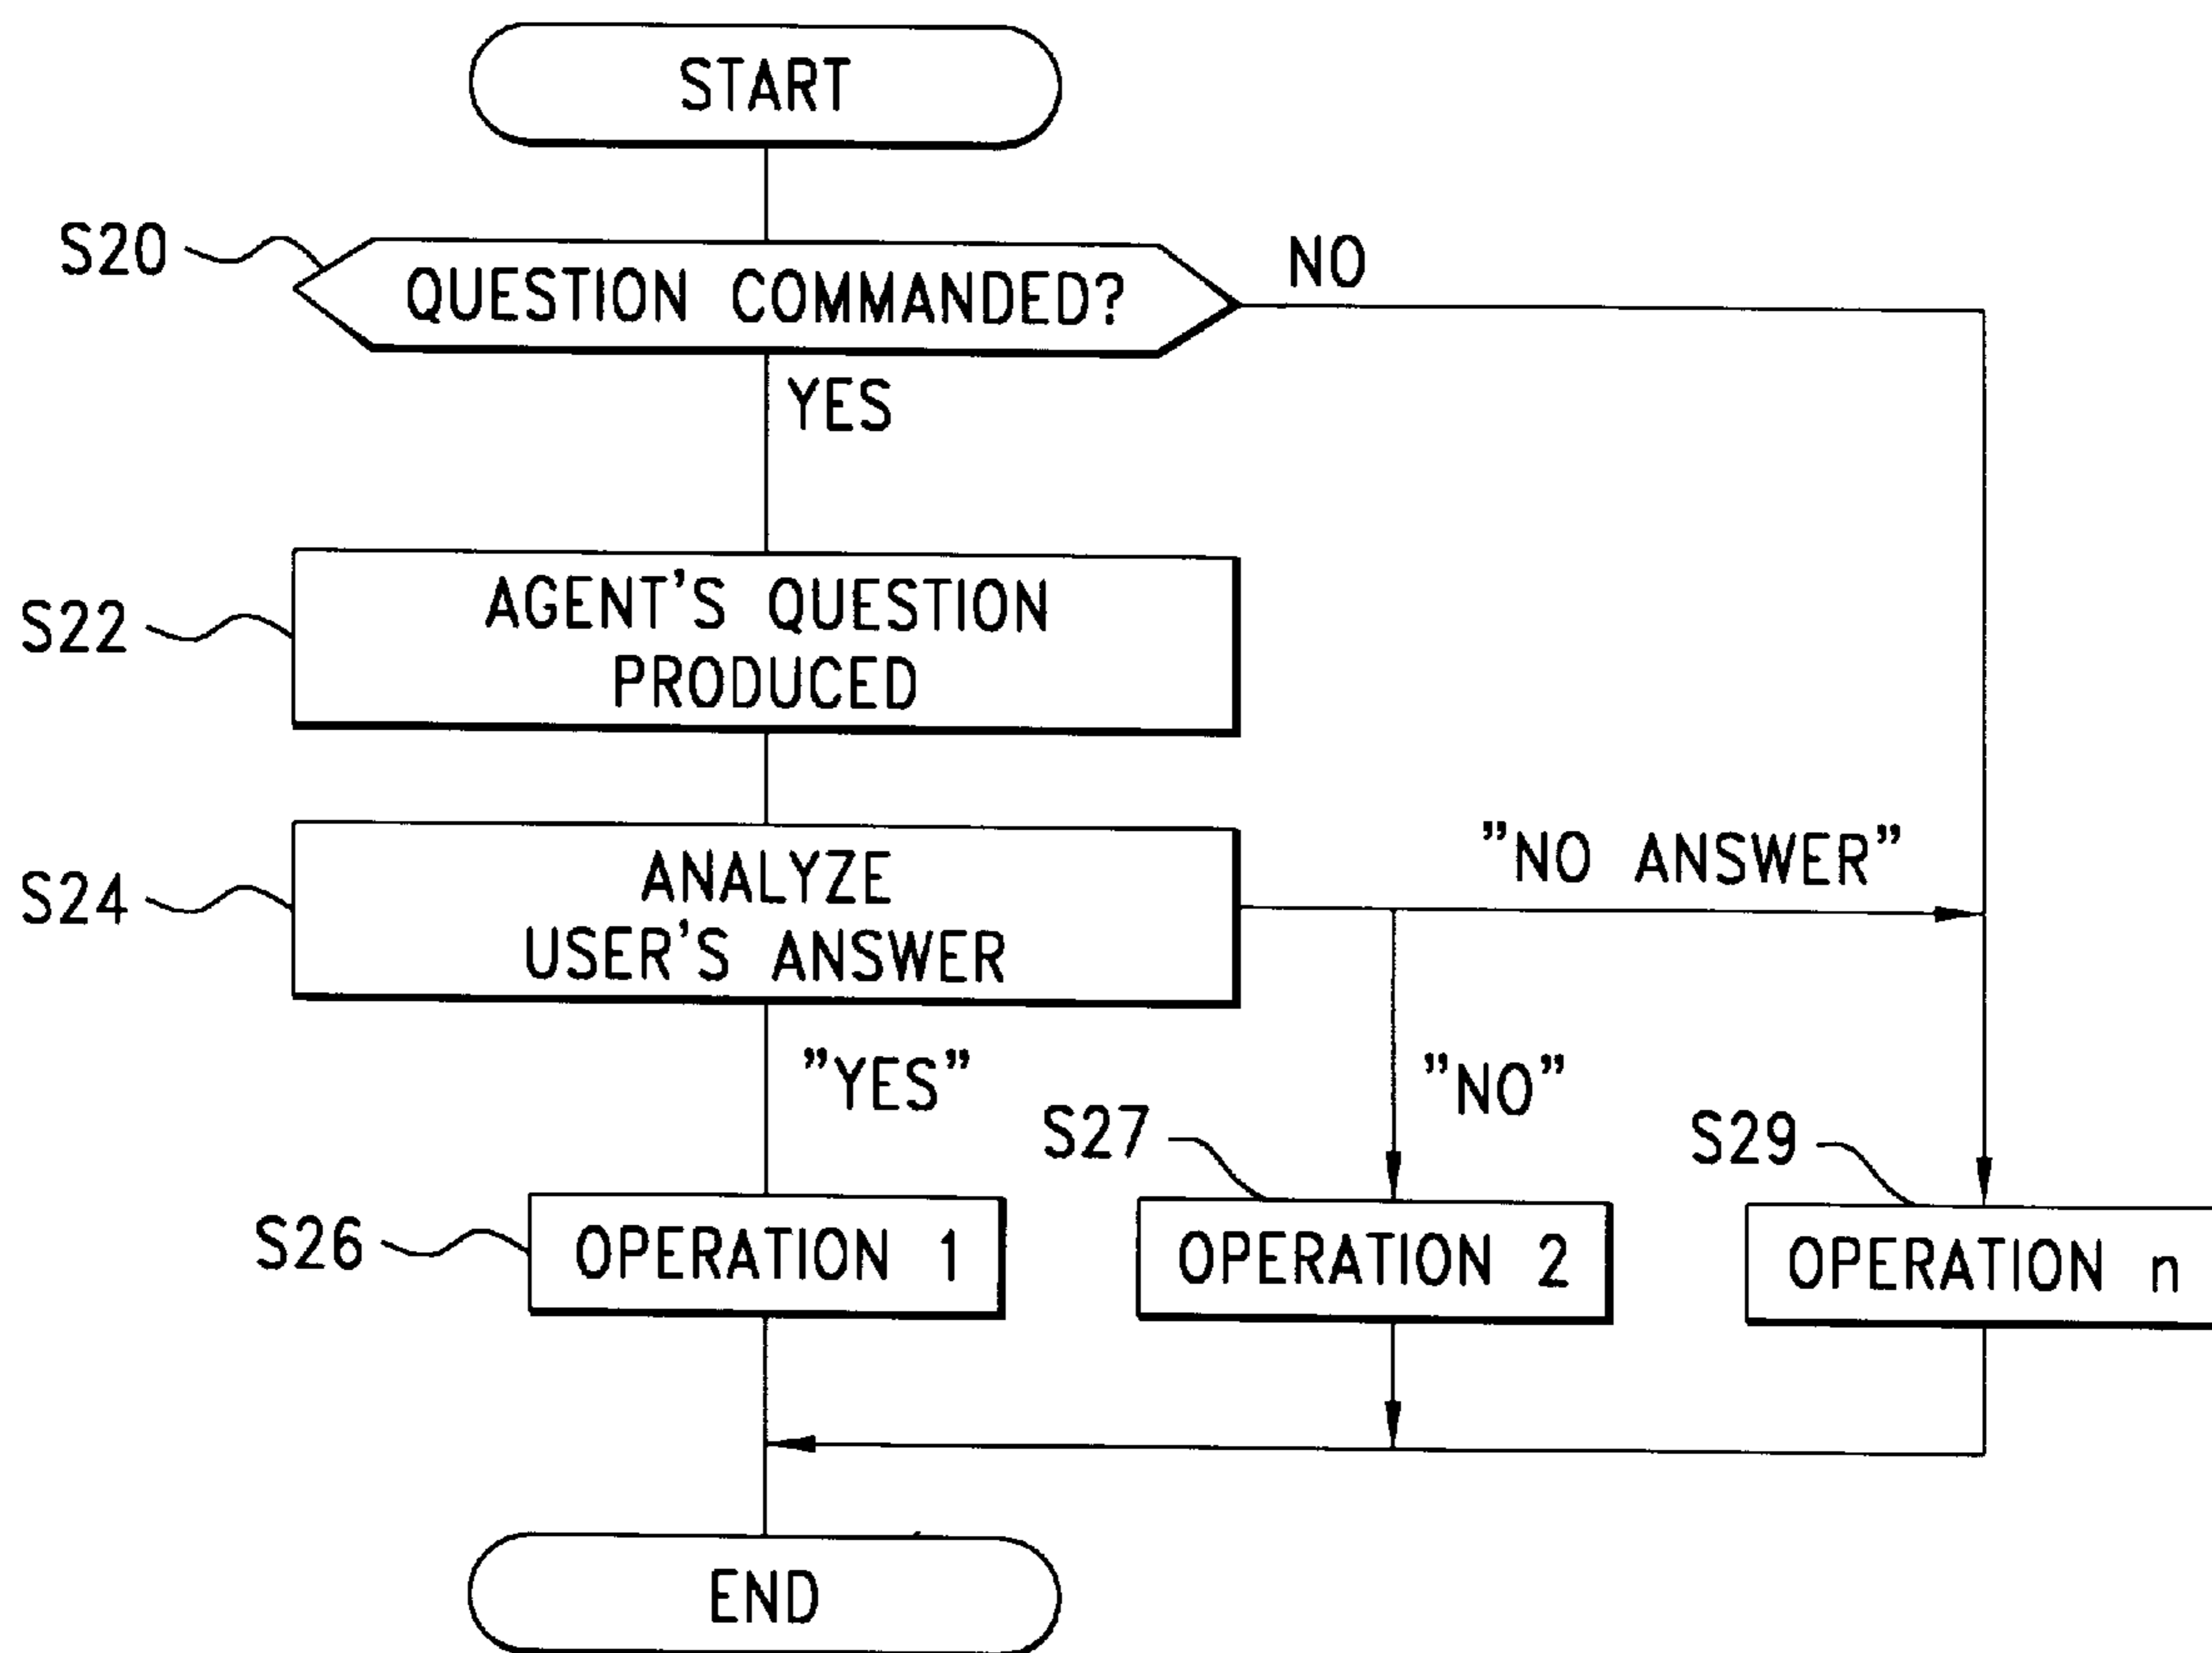 START
S20
QUESTION COMMANDED?
NO
YES
S22
AGENT'S QUESTION
PRODUCED
S24
ANALYZE
USER'S ANSWER
"NO ANSWER"
"YES"
"NO"
S27
S29
S26
OPERATION 1
OPERATION 2
OPERATION n
END